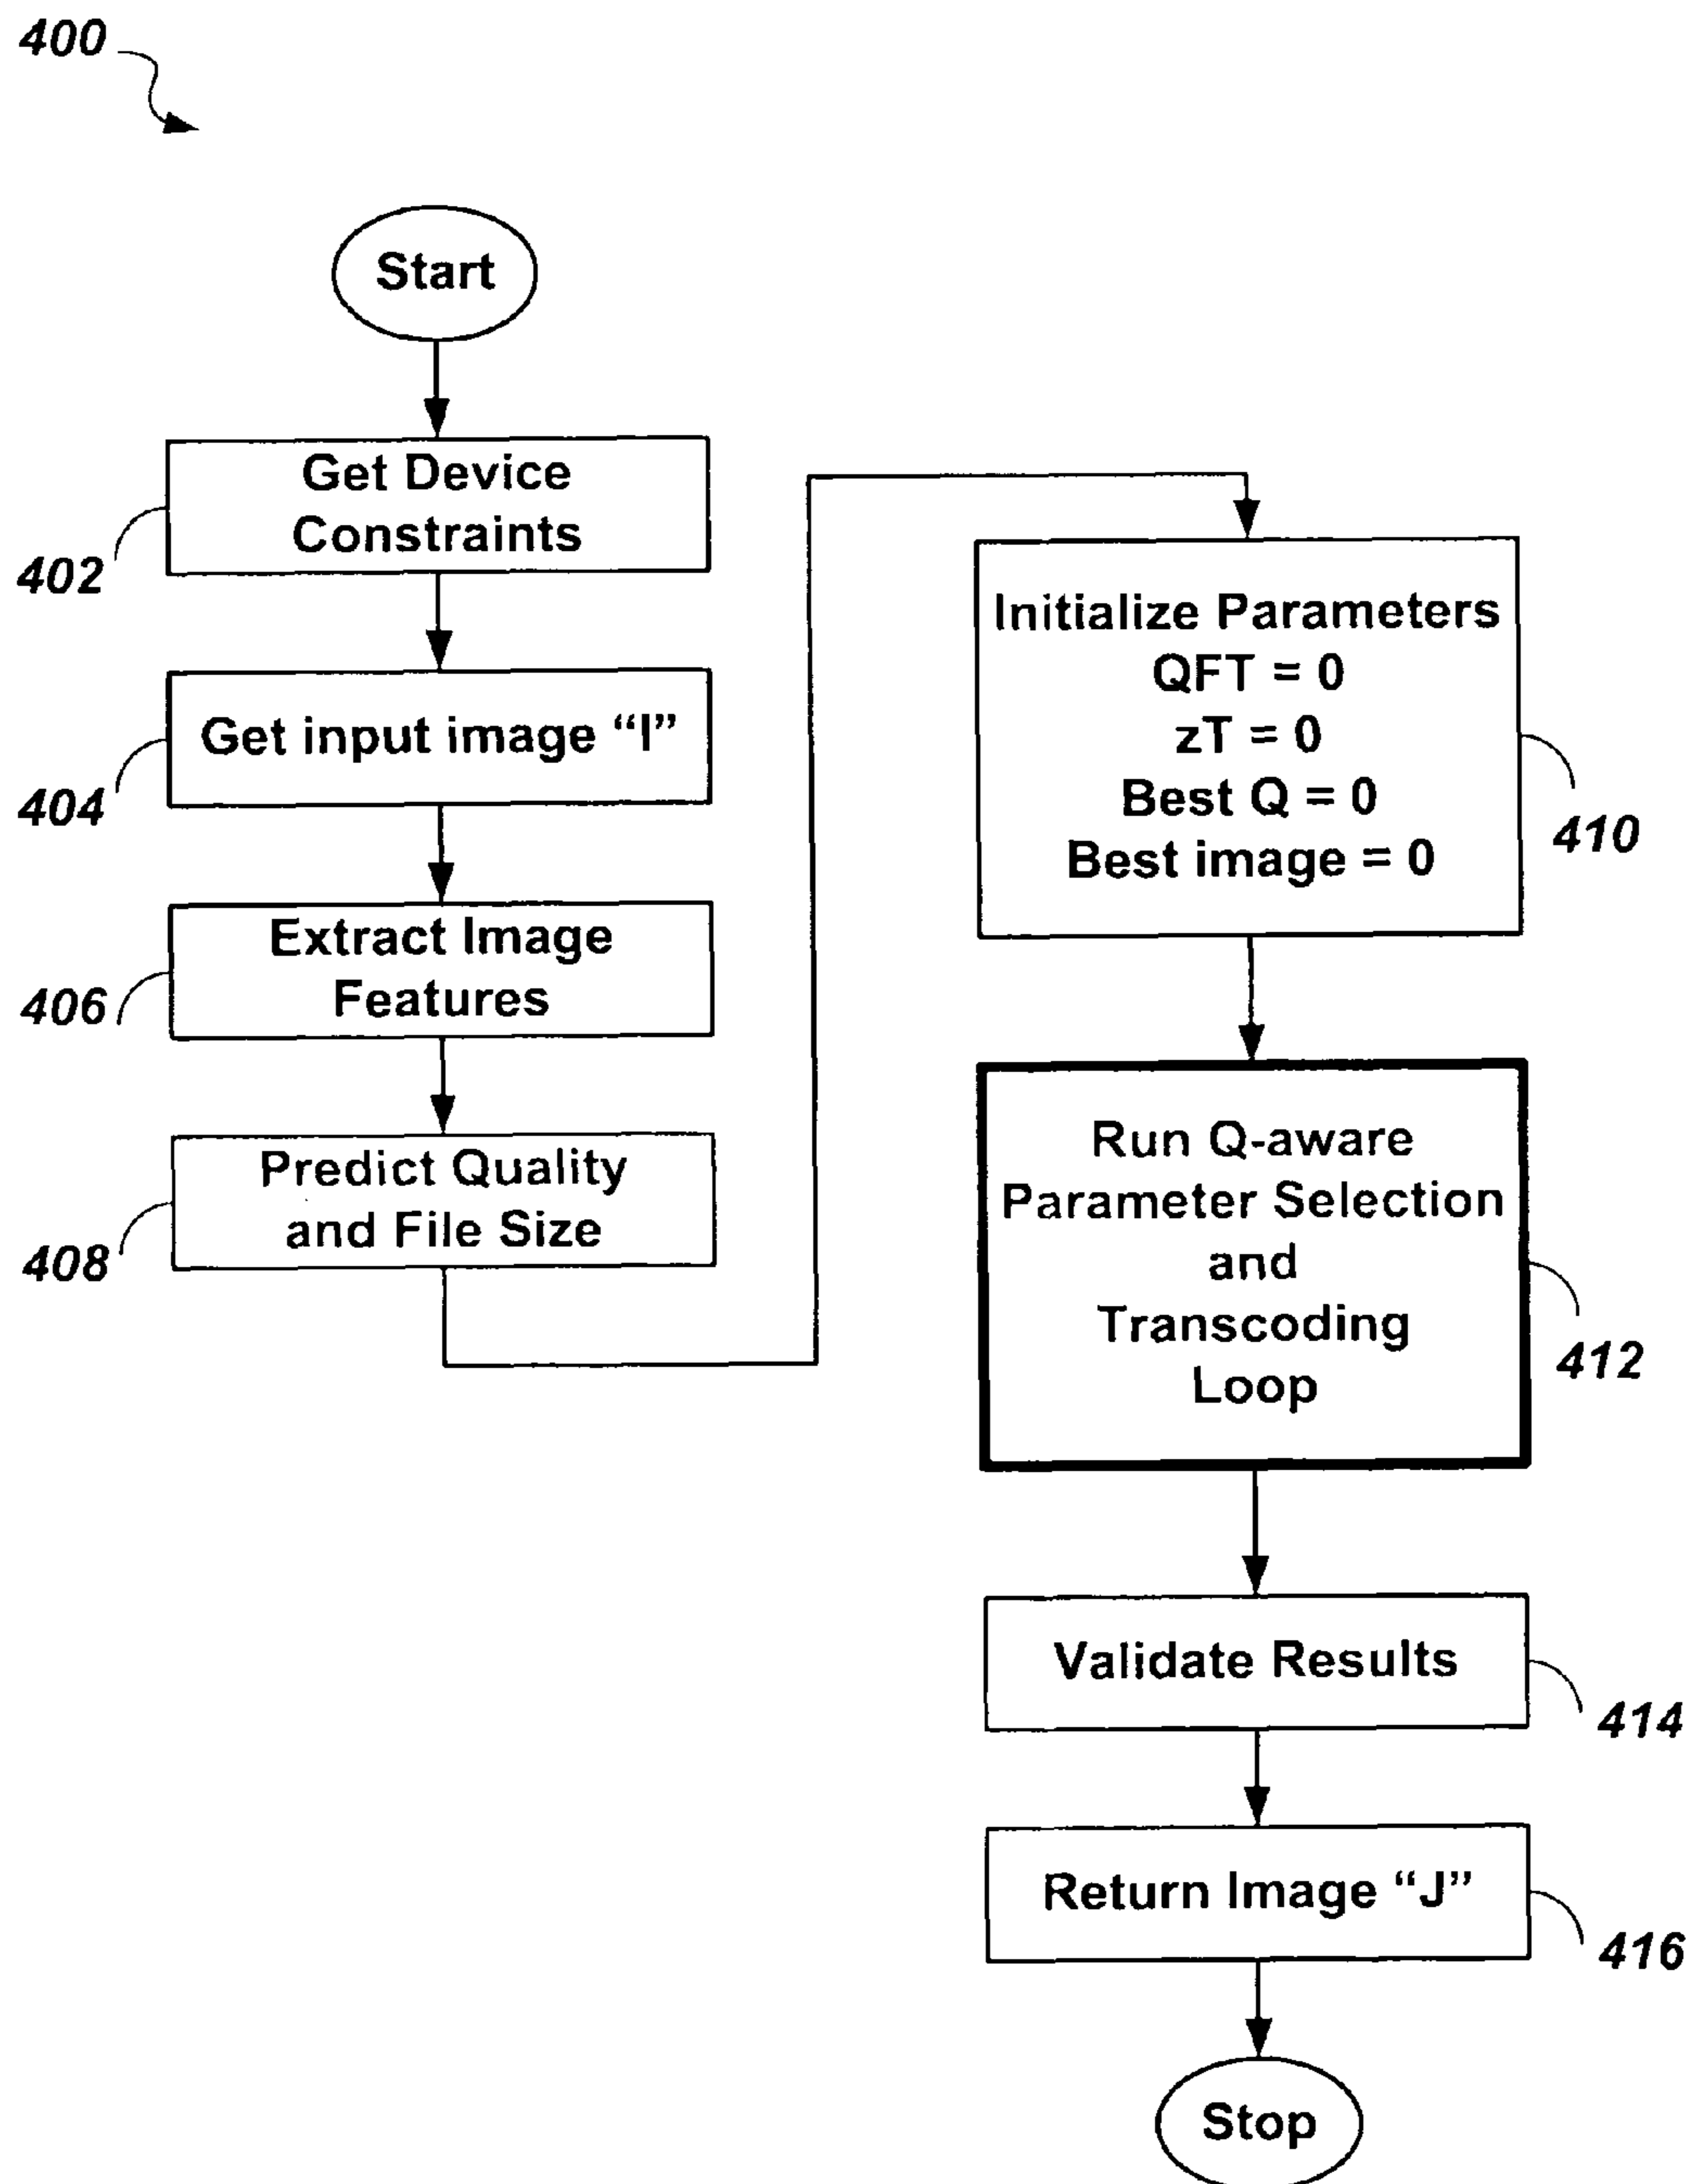 400
Start
Get Device
Constraints
402
Get input image “I”
404
Extract Image
Features
406
Predict Quality
and File Size
408
Initialize Parameters
QFT = 0
zT = 0
Best Q = 0
Best image = 0
410
Run Q-aware
Parameter Selection
and
Transcoding
Loop
412
Validate Results
414
Return Image “J”
416
Stop